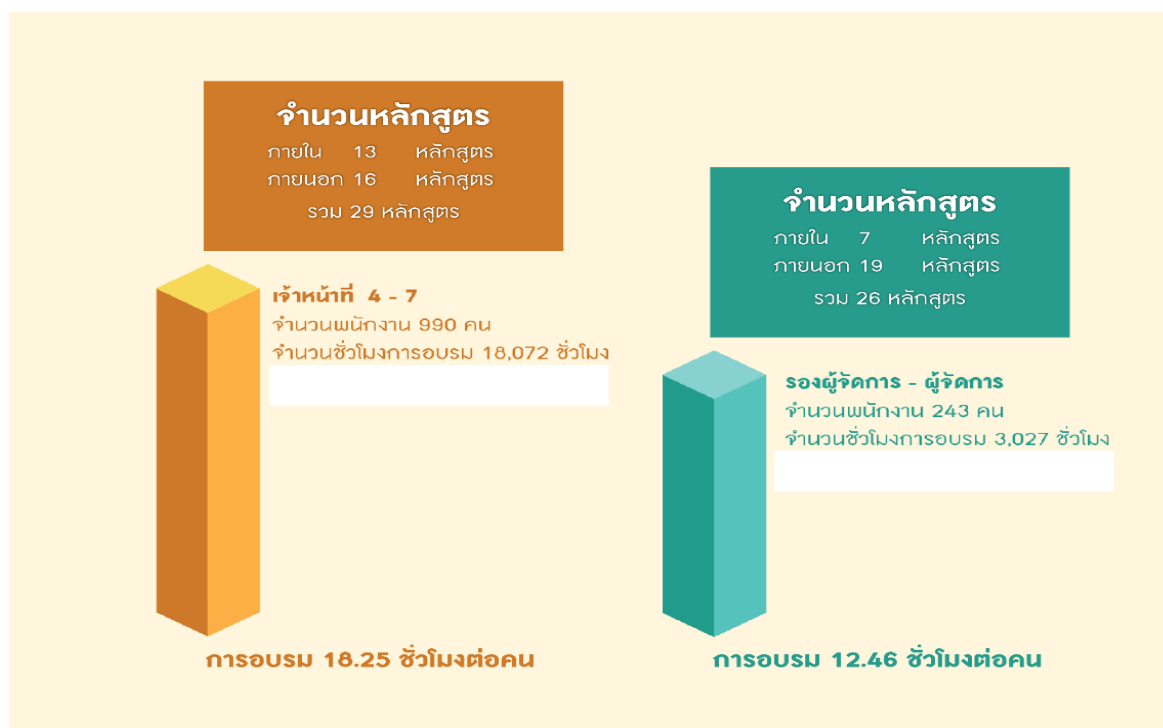 จำนวนหลักสูตร
ภายใน 13 หลักสูตร
ภายนอก 16 หลักสูตร
รวม 29 หลักสูตร
เจ้าหน้าที่ 4 - 7
จำนวนพนักงาน 990 คน
จำนวนชั่วโมงการอบรม 18,072 ชั่วโมง
การอบรม 18.25 ชั่วโมงต่อคน
จำนวนหลักสูตร
ภายใน 7 หลักสูตร
ภายนอก 19 หลักสูตร
รวม 26 หลักสูตร
รองผู้จัดการ - ผู้จัดการ
จำนวนพนักงาน 243 คน
จำนวนชั่วโมงการอบรม 3,027 ชั่วโมง
การอบรม 12.46 ชั่วโมงต่อคน